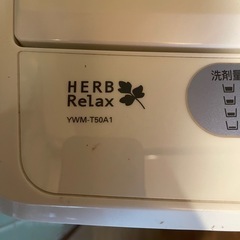 HERB
Relax
YWM-T50A1
洗剤量